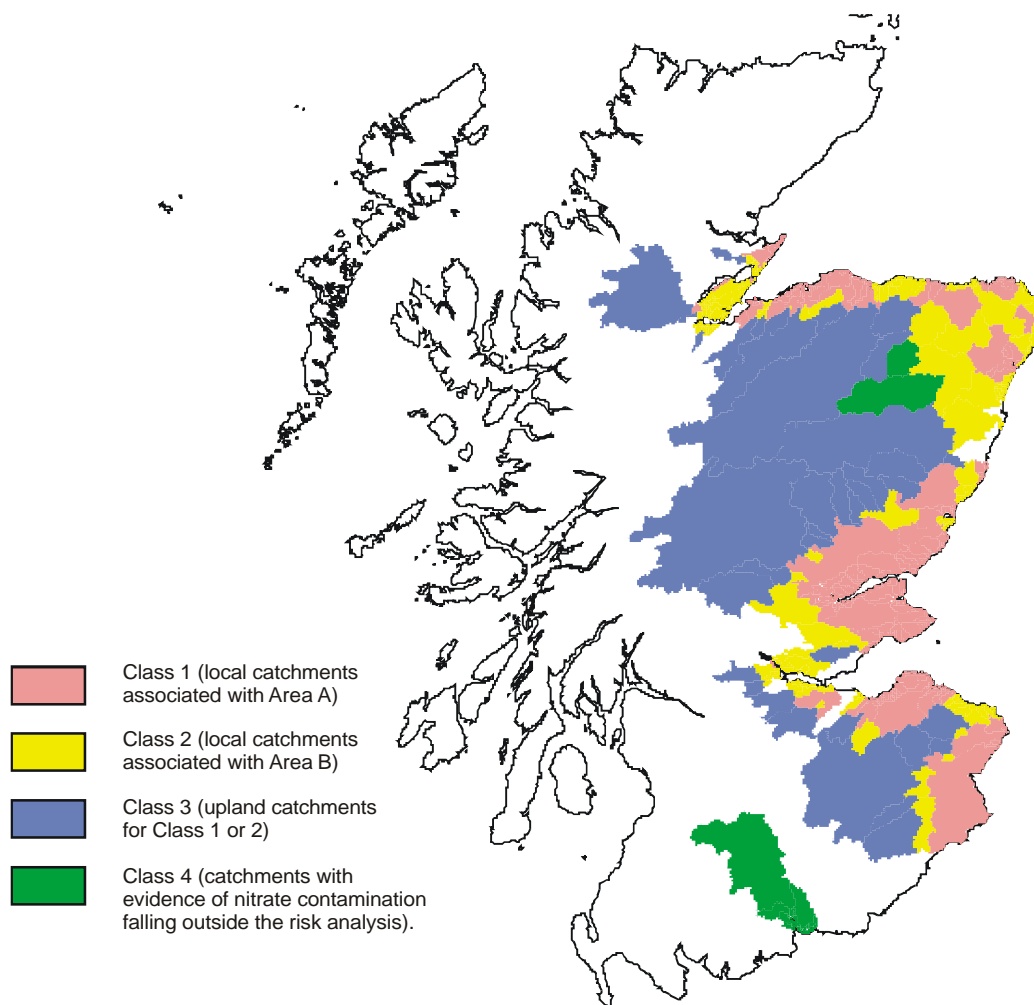 Class 1 (local catchments
associated with Area A)
Class 2 (local catchments
associated with Area B)
Class 3 (upland catchments
for Class 1 or 2)
Class 4 (catchments with
evidence of nitrate contamination
falling outside the risk analysis).